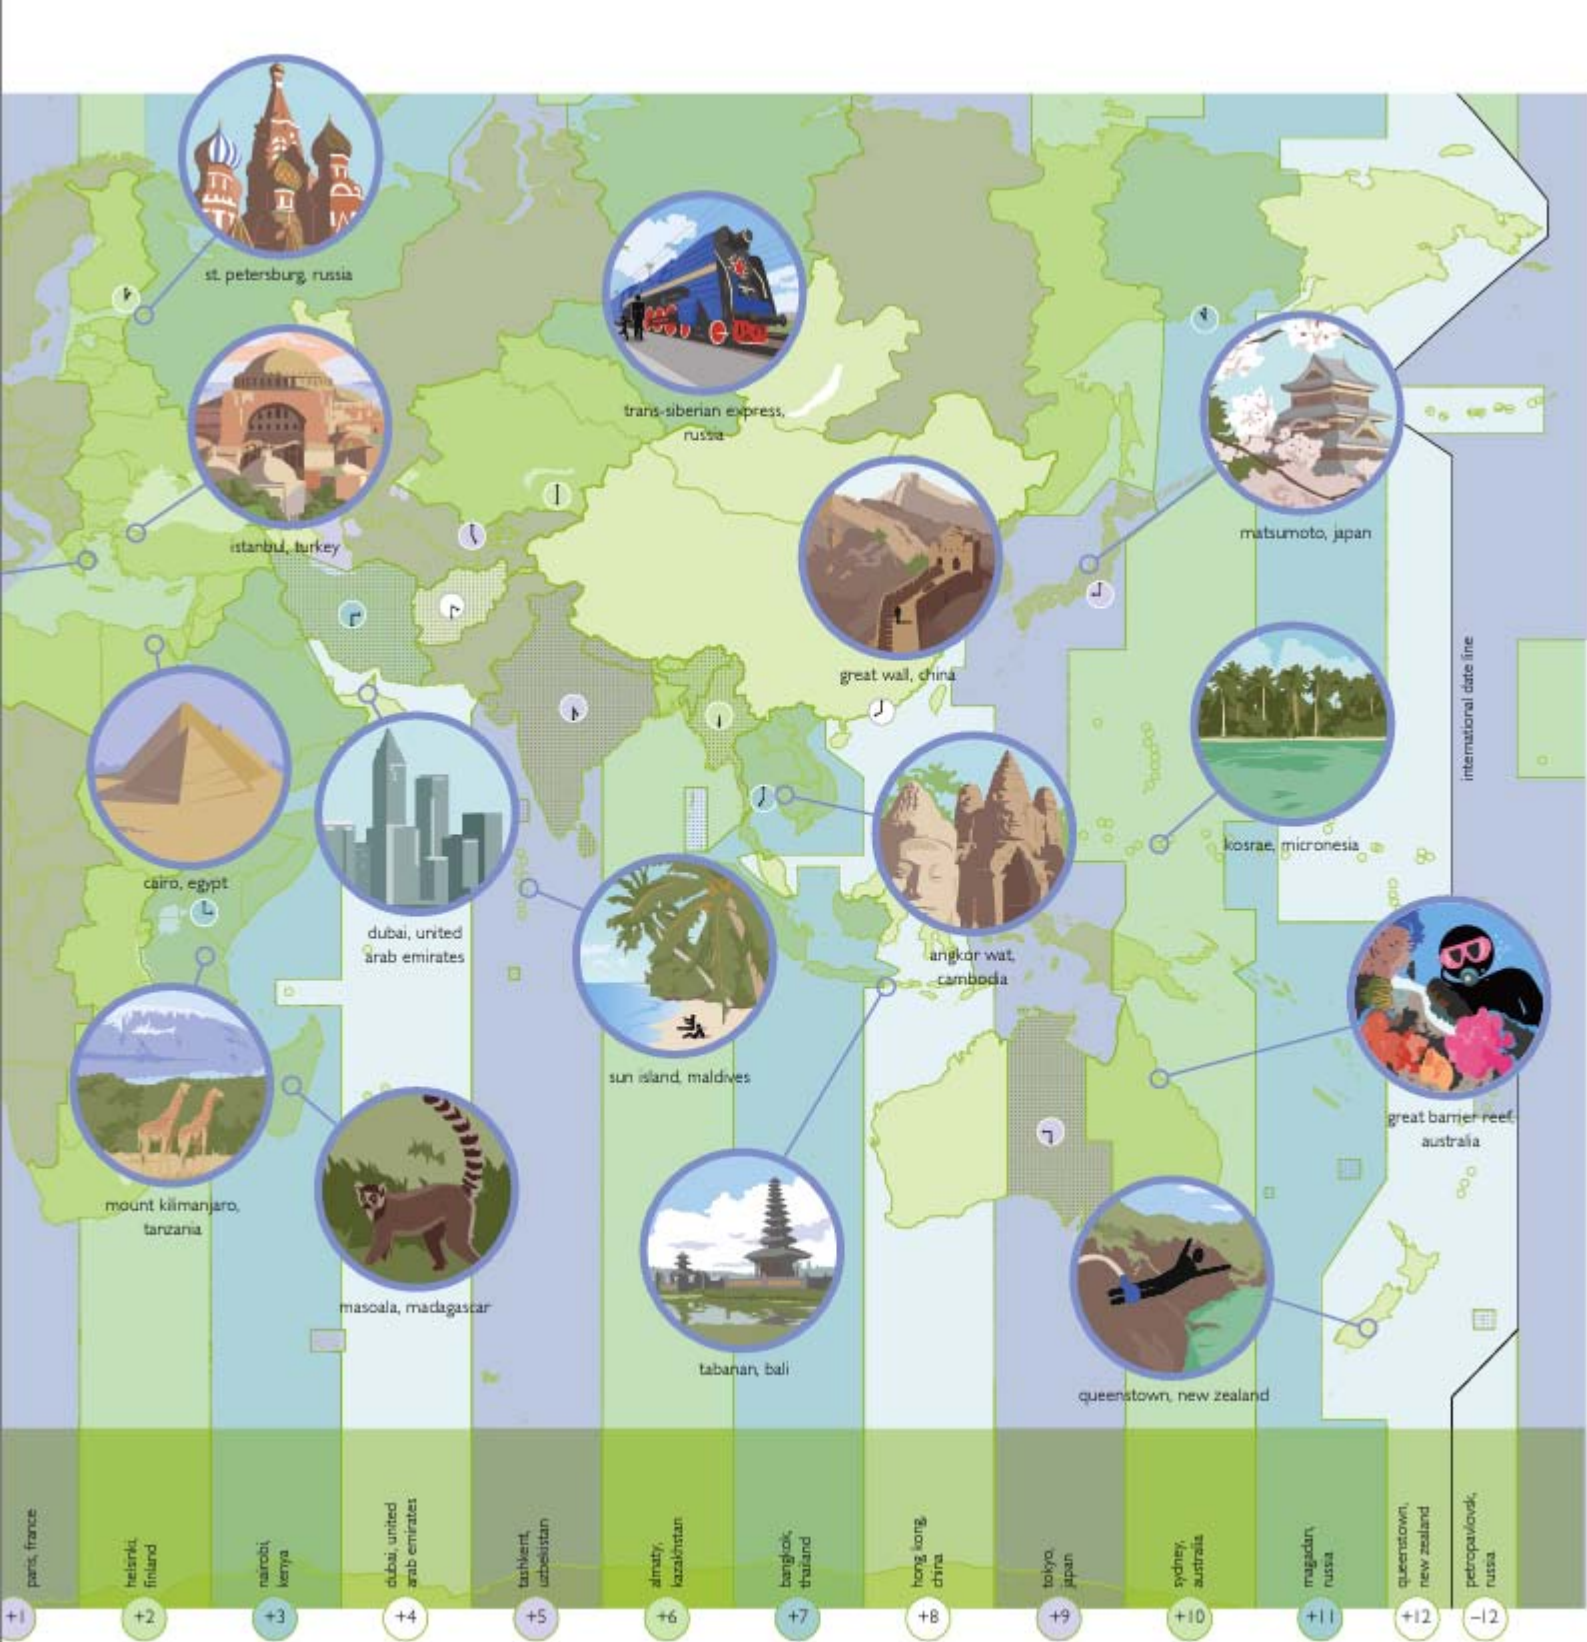 st. petersburg, russia
trans-siberian express,
russia
istanbul, turkey
matsumoto, japan
great wall, china
international date line
kosrae, micronesia
cairo, egypt
dubai, united
arab emirates
angkor wat,
cambodia
sun island, maldives
great barrier reef,
australia
mount kilimanjaro,
tanzania
masoala, madagascar
tabanan, bali
queenstown, new zealand
paris, france
helsinki,
finland
nairobi,
kenya
dubai, united
arab emirates
tashkent,
uzbekistan
almaty,
kazakhstan
bangkok,
thailand
hong kong,
china
tokyo,
japan
sydney,
australia
magadan,
russia
queenstown,
new zealand
petropavlovsk,
russia
+1
+2
+3
+4
+5
+6
+7
+8
+9
+10
+11
+12
−12